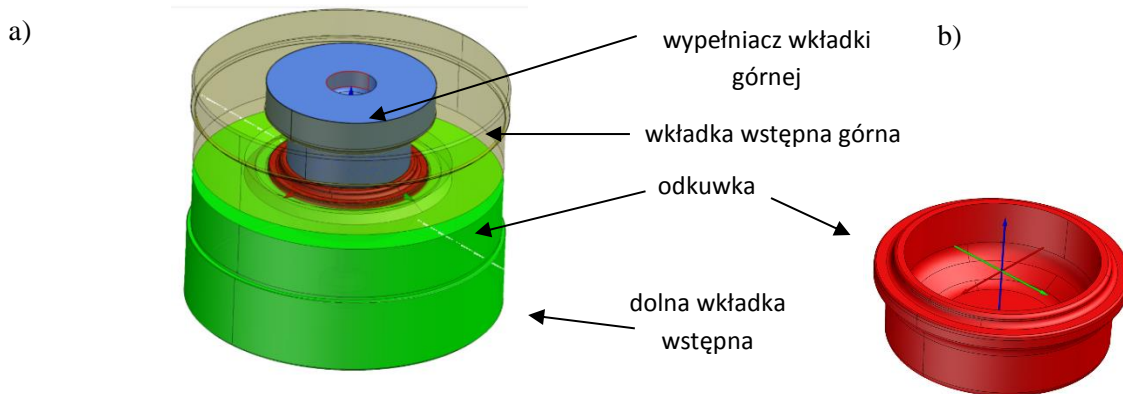 a)
wypełniacz wkładki
górnej
b)
wkładka wstępna górna
odkuwka
dolna wkładka
wstępna